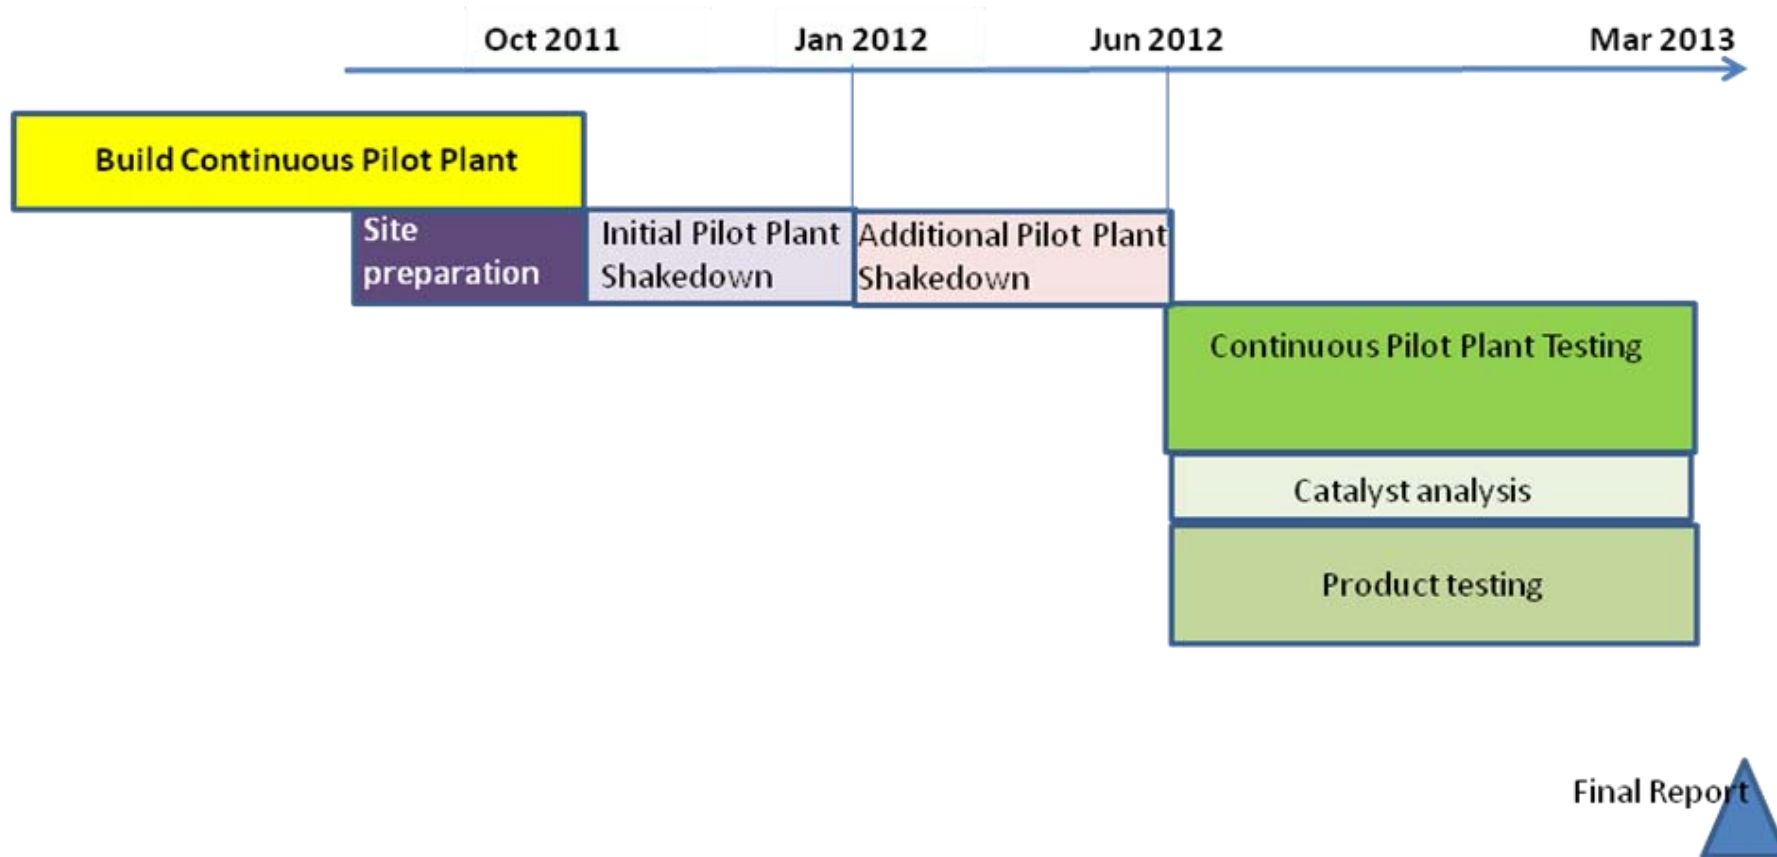 Oct 2011 Jan 2012 Jun 2012 Mar 2013
Build Continuous Pilot Plant
Site
preparation
Initial Pilot Plant
Shakedown
Additional Pilot Plant
Shakedown
Continuous Pilot Plant Testing
Catalyst analysis
Product testing
Final Report